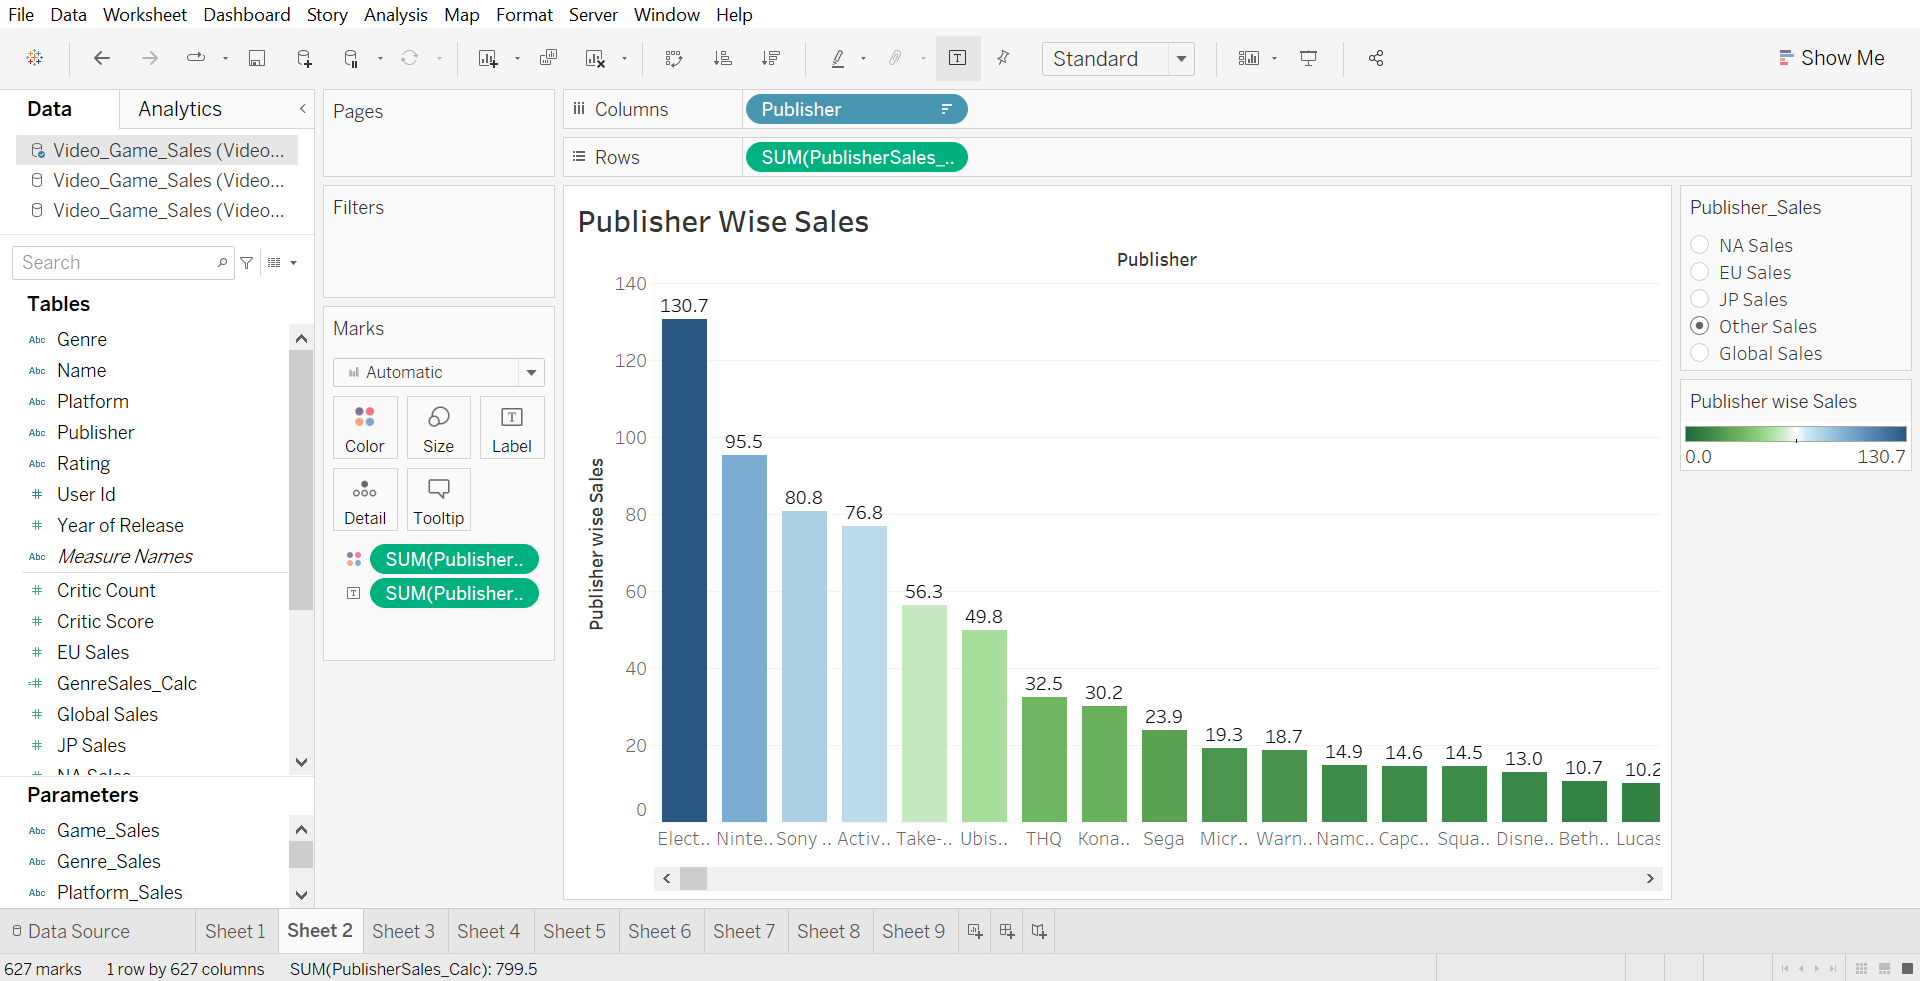 File Data Worksheet Dashboard Story Analysis Map Format Server Window Help
Standard
Show Me
Data Analytics
Video_Game_Sales (Video...
Video_Game_Sales (Video...
Video_Game_Sales (Video...
Search
Tables
Abc Genre
Abc Name
Abc Platform
Abc Publisher
Abc Rating
# User Id
# Year of Release
Abc Measure Names
# Critic Count
# Critic Score
# EU Sales
=# GenreSales_Calc
# Global Sales
# JP Sales
# NA Sales
Parameters
Abc Game_Sales
Abc Genre_Sales
Abc Platform_Sales
Pages
Filters
Marks
Automatic
Color Size Label
Detail Tooltip
SUM(Publisher..
SUM(Publisher..
Columns Publisher
Rows SUM(PublisherSales_..
Publisher Wise Sales
Publisher
Publisher wise Sales
140
120
100
80
60
40
20
0
130.7
95.5
80.8
76.8
56.3
49.8
32.5
30.2
23.9
19.3
18.7
14.9
14.6
14.5
13.0
10.7
10.2
Elect.. Ninte.. Sony .. Activ.. Take-.. Ubis.. THQ Kona.. Sega Micr.. Warn.. Namc.. Capc.. Squa.. Disne.. Beth.. Lucas
Publisher_Sales
NA Sales
EU Sales
JP Sales
Other Sales
Global Sales
Publisher wise Sales
0.0 130.7
Data Source Sheet 1 Sheet 2 Sheet 3 Sheet 4 Sheet 5 Sheet 6 Sheet 7 Sheet 8 Sheet 9
627 marks 1 row by 627 columns SUM(PublisherSales_Calc): 799.5